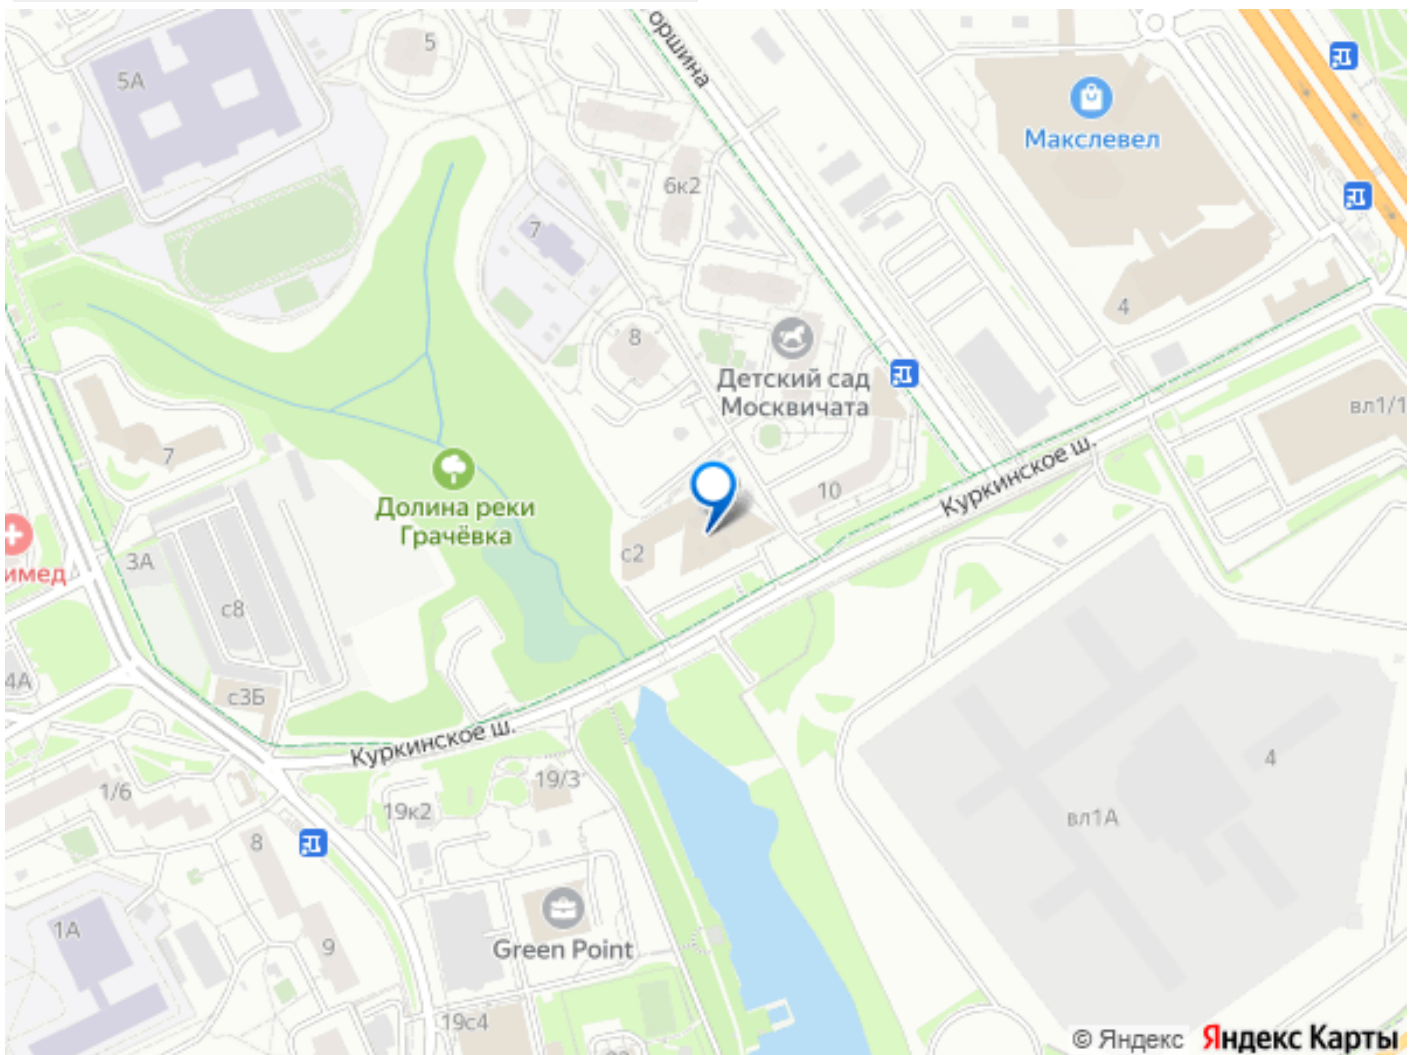 5
оршина
5А
Макслевел
6к2
7
4
8
Детский сад
Москвичата
вл1/1
7
Куркинское ш.
10
Долина реки
Грачёвка
с2
имед
3А
с8
4А
с3Б
Куркинское ш.
4
19/3
1/6
19к2
вл1А
8
1А
9
Green Point
19с4
© Яндекс Яндекс Карты